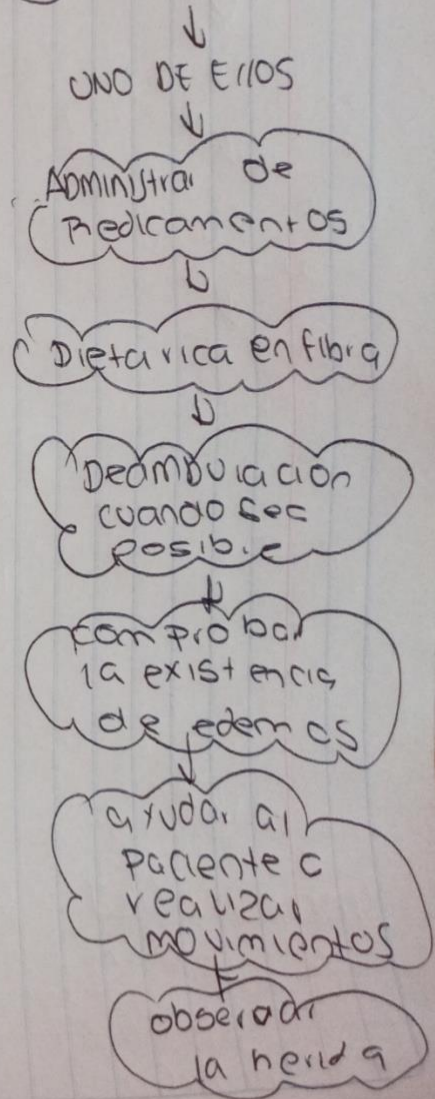 UNO DE EllOS
Administrar de
Medicamentos
Dieta rica en fibra
Deambulación
cuando sea
posible
comprobar
la existencia
de edemas
ayudar al
paciente a
realizar
movimientos
observar
la herida